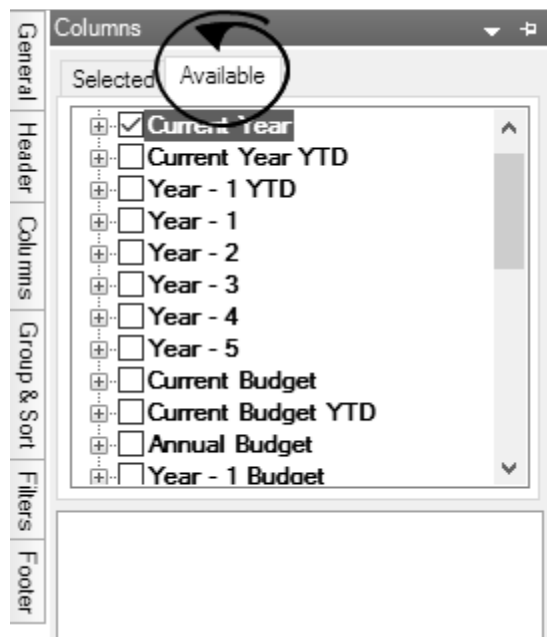 Columns
Selected
Available
Current Year
Current Year YTD
Year - 1 YTD
Year - 1
Year - 2
Year - 3
Year - 4
Year - 5
Current Budget
Current Budget YTD
Annual Budget
Year - 1 Budget
General
Header
Columns
Group & Sort
Filters
Footer